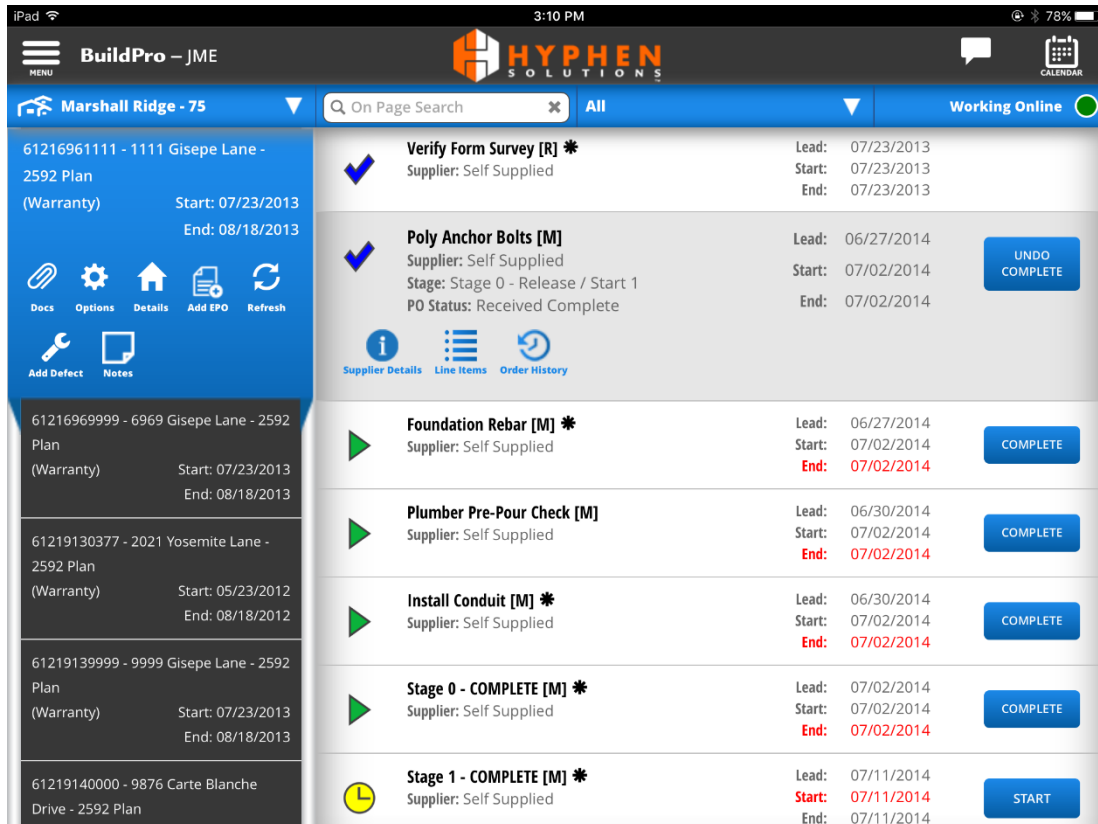 iPad 3:10 PM 78%
MENU BuildPro – JME HYPHEN SOLUTIONS CALENDAR
Marshall Ridge - 75 On Page Search All Working Online
61216961111 - 1111 Gisepe Lane -
2592 Plan
(Warranty) Start: 07/23/2013
End: 08/18/2013
Docs Options Details Add EPO Refresh
Add Defect Notes
61216969999 - 6969 Gisepe Lane - 2592
Plan
(Warranty) Start: 07/23/2013
End: 08/18/2013
61219130377 - 2021 Yosemite Lane -
2592 Plan
(Warranty) Start: 05/23/2012
End: 08/18/2012
61219139999 - 9999 Gisepe Lane - 2592
Plan
(Warranty) Start: 07/23/2013
End: 08/18/2013
61219140000 - 9876 Carte Blanche
Drive - 2592 Plan
Verify Form Survey [R] ✱ Lead: 07/23/2013
Supplier: Self Supplied Start: 07/23/2013
End: 07/23/2013
Poly Anchor Bolts [M] Lead: 06/27/2014
Supplier: Self Supplied UNDO COMPLETE
Stage: Stage 0 - Release / Start 1 Start: 07/02/2014
PO Status: Received Complete End: 07/02/2014
Supplier Details Line Items Order History
Foundation Rebar [M] ✱ Lead: 06/27/2014
Supplier: Self Supplied Start: 07/02/2014 COMPLETE
End: 07/02/2014
Plumber Pre-Pour Check [M] Lead: 06/30/2014
Supplier: Self Supplied Start: 07/02/2014 COMPLETE
End: 07/02/2014
Install Conduit [M] ✱ Lead: 06/30/2014
Supplier: Self Supplied Start: 07/02/2014 COMPLETE
End: 07/02/2014
Stage 0 - COMPLETE [M] ✱ Lead: 07/02/2014
Supplier: Self Supplied Start: 07/02/2014 COMPLETE
End: 07/02/2014
Stage 1 - COMPLETE [M] ✱ Lead: 07/11/2014
Supplier: Self Supplied Start: 07/11/2014 START
End: 07/11/2014